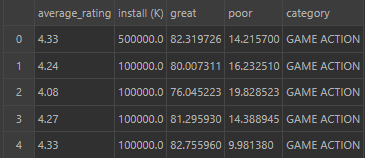 average_rating install (K) great poor category
0 4.33 500000.0 82.319726 14.215700 GAME ACTION
1 4.24 100000.0 80.007311 16.232510 GAME ACTION
2 4.08 100000.0 76.045223 19.828523 GAME ACTION
3 4.27 100000.0 81.295930 14.388945 GAME ACTION
4 4.33 100000.0 82.755960 9.981380 GAME ACTION